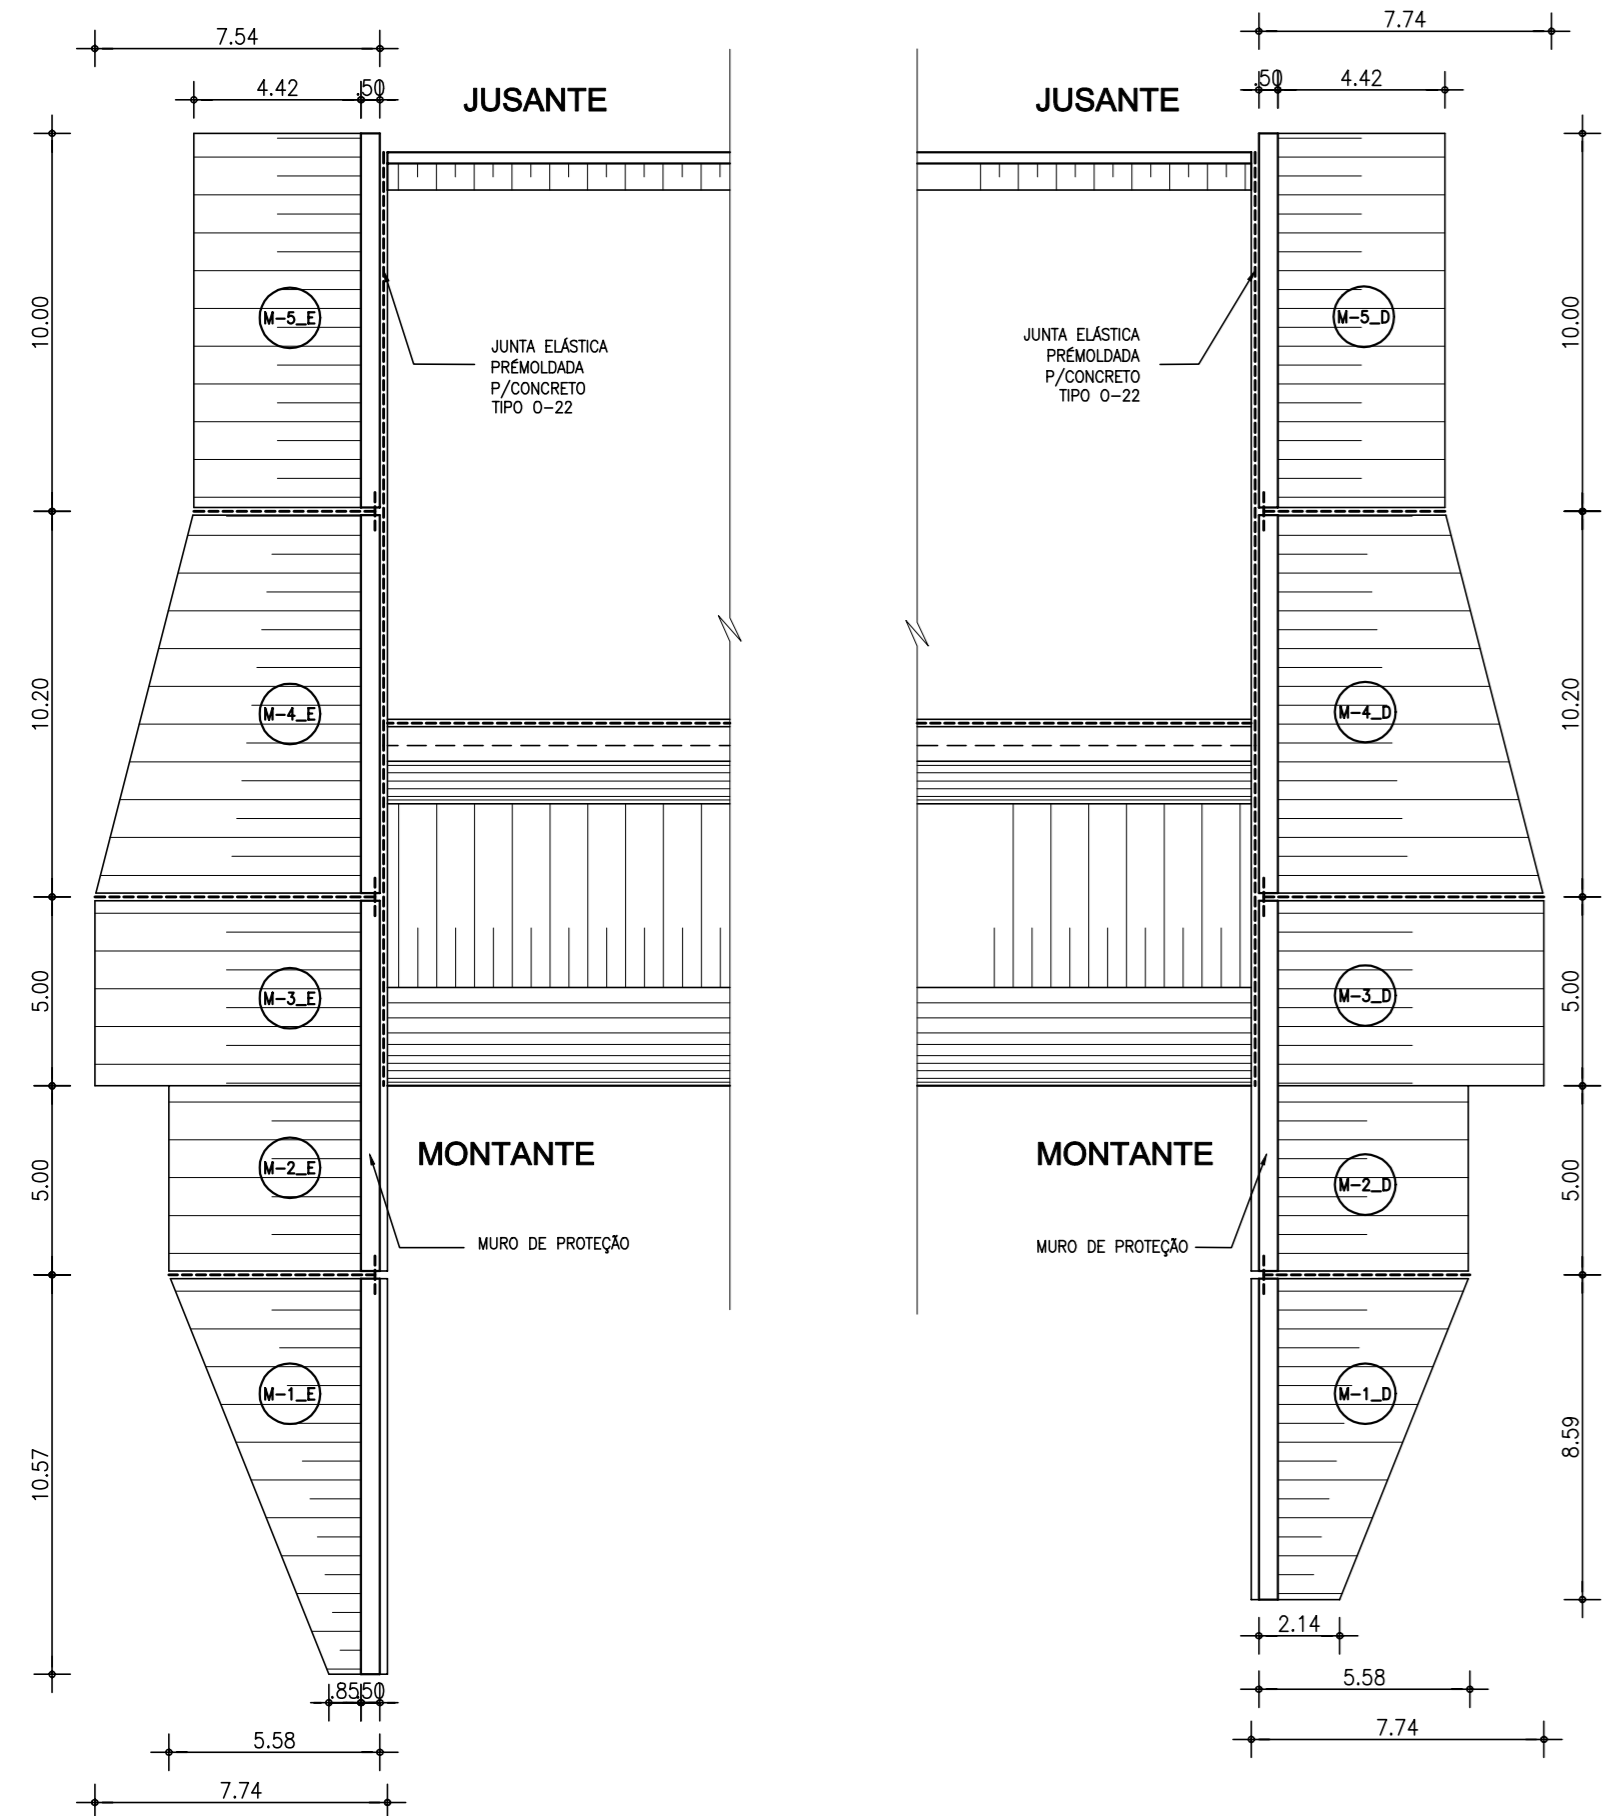 7.74
7.54
4.42
.50
JUSANTE
JUSANTE
.50
4.42
10.00
M-5_E
JUNTA ELÁSTICA
PRÉMOLDADA
P/CONCRETO
TIPO O-22
JUNTA ELÁSTICA
PRÉMOLDADA
P/CONCRETO
TIPO O-22
M-5_D
10.00
10.20
M-4_E
M-4_D
10.20
5.00
M-3_E
M-3_D
5.00
5.00
M-2_E
MONTANTE
MURO DE PROTEÇÃO
MONTANTE
MURO DE PROTEÇÃO
M-2_D
5.00
10.57
M-1_E
M-1_D
8.59
2.14
.85
.50
5.58
5.58
7.74
7.74